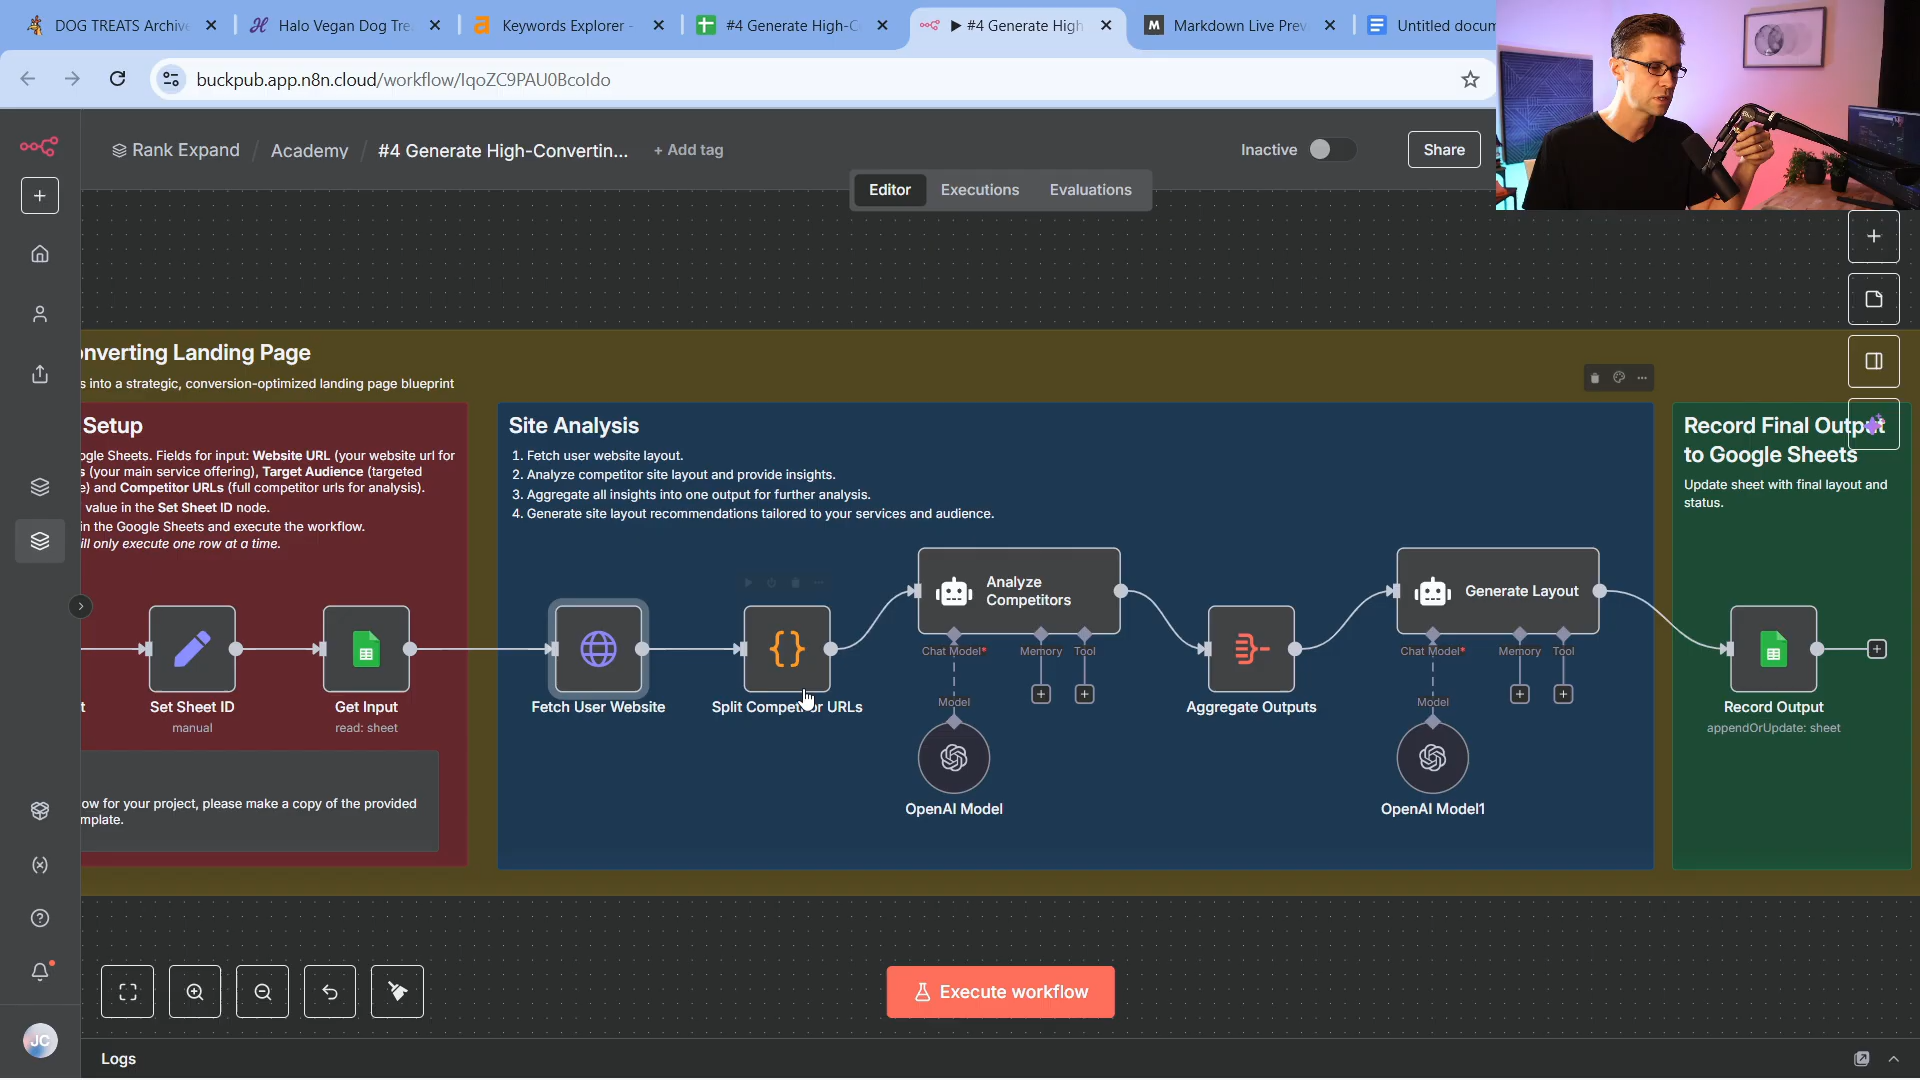 DOG TREATS Archiv
Halo Vegan Dog Tre
Keywords Explorer -
#4 Generate High-C
#4 Generate High
Markdown Live Prev
Untitled docum
buckpub.app.n8n.cloud/workflow/IqoZC9PAU0BcoIdo
Rank Expand / Academy / #4 Generate High-Convertin... + Add tag
Inactive
Share
Editor Executions Evaluations
nverting Landing Page
s into a strategic, conversion-optimized landing page blueprint
Setup
ogle Sheets. Fields for input: Website URL (your website url for
s (your main service offering), Target Audience (targeted
e) and Competitor URLs (full competitor urls for analysis).
value in the Set Sheet ID node.
in the Google Sheets and execute the workflow.
ill only execute one row at a time.
Site Analysis
1. Fetch user website layout.
2. Analyze competitor site layout and provide insights.
3. Aggregate all insights into one output for further analysis.
4. Generate site layout recommendations tailored to your services and audience.
Record Final Output
to Google Sheets
Update sheet with final layout and
status.
t
Set Sheet ID
manual
Get Input
read: sheet
Fetch User Website
Split Competitor URLs
Analyze
Competitors
Chat Model*
Memory
Tool
Model
OpenAI Model
Aggregate Outputs
Generate Layout
Chat Model*
Memory
Tool
Model
OpenAI Model1
Record Output
appendOrUpdate: sheet
ow for your project, please make a copy of the provided
mplate.
Execute workflow
JC
Logs